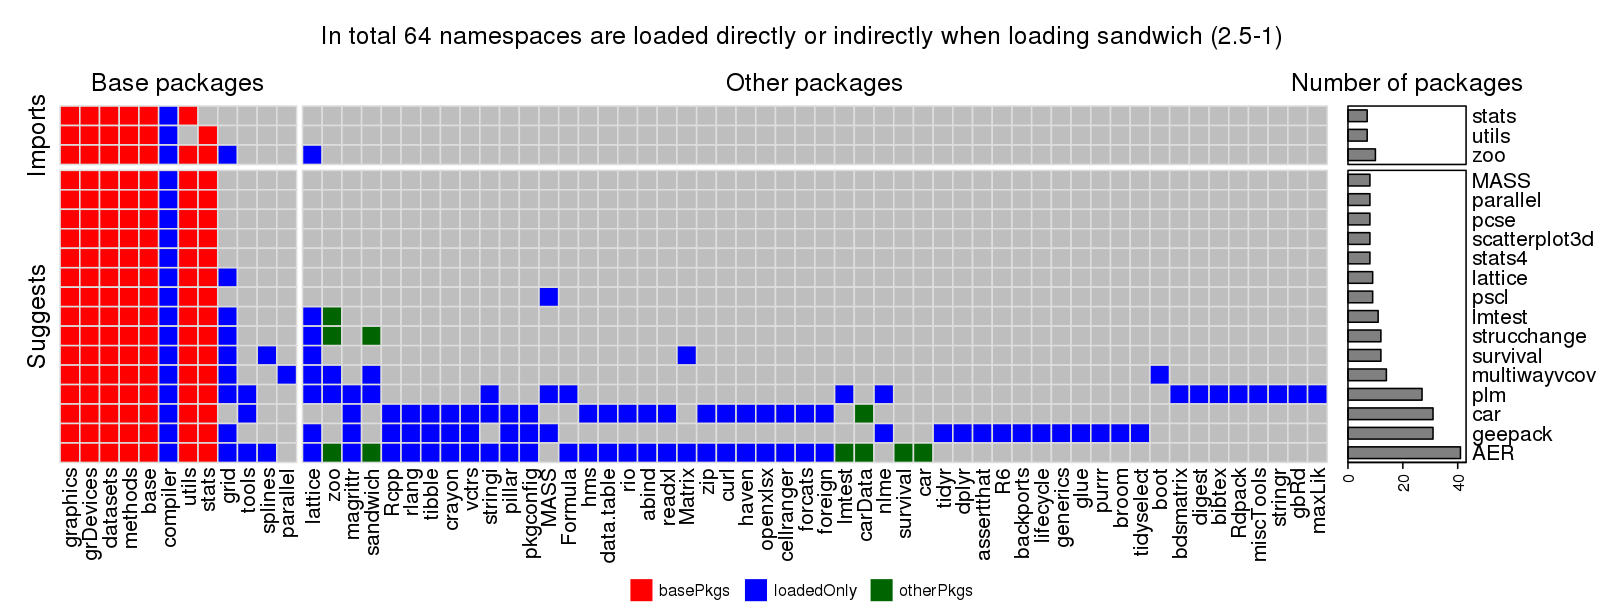 In total 64 namespaces are loaded directly or indirectly when loading sandwich (2.5-1)
Base packages
Other packages
Number of packages
Imports
Suggests
stats
utils
zoo
MASS
parallel
pcse
scatterplot3d
stats4
lattice
pscl
lmtest
strucchange
survival
multiwayvcov
plm
car
geepack
AER
graphics
grDevices
datasets
methods
base
compiler
utils
stats
grid
tools
splines
parallel
lattice
zoo
magrittr
sandwich
Rcpp
rlang
tibble
crayon
vctrs
stringi
pillar
pkgconfig
MASS
Formula
hms
data.table
rio
abind
readxl
Matrix
zip
curl
haven
openxlsx
cellranger
forcats
foreign
lmtest
carData
nlme
survival
car
tidyr
dplyr
assertthat
R6
backports
lifecycle
generics
glue
purrr
broom
tidyselect
boot
bdsmatrix
digest
bibtex
Rdpack
miscTools
stringr
gbRd
maxLik
0
20
40
basePkgs
loadedOnly
otherPkgs